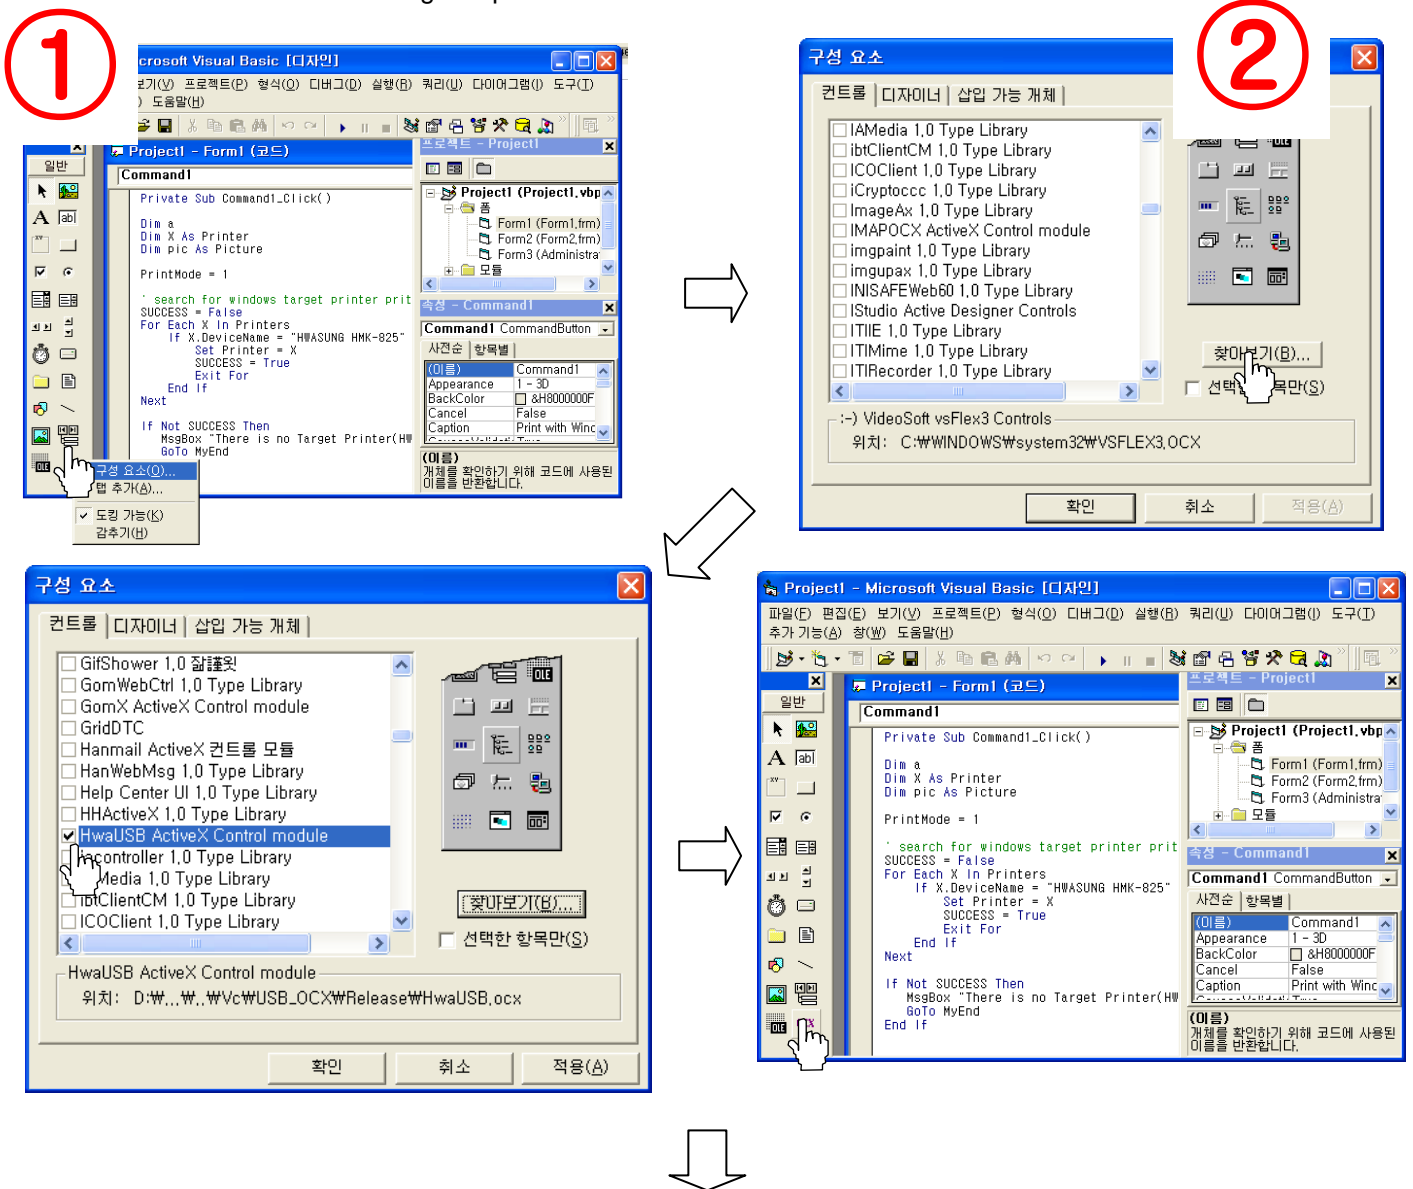 ①
crosoft Visual Basic [디자인]
보기(V) 프로젝트(P) 형식(O) 디버그(D) 실행(R) 쿼리(U) 다이어그램(I) 도구(T)
도움말(H)
일반
Project1 - Form1 (코드)
Command1
Private Sub Command1_Click()
Dim a
Dim X As Printer
Dim pic As Picture
PrintMode = 1
' search for windows target printer prit
SUCCESS = False
For Each X In Printers
If X.DeviceName = "HWASUNG HMK-825"
Set Printer = X
SUCCESS = True
Exit For
End If
Next
If Not SUCCESS Then
MsgBox "There is no Target Printer(HW
GoTo MyEnd
구성 요소(O)...
탭 추가(A)...
도킹 가능(K)
감추기(H)
프로젝트 - Project1
Project1 (Project1.vbp
폼
Form1 (Form1.frm)
Form2 (Form2.frm)
Form3 (Administra
모듈
속성 - Command1
Command1 CommandButton
사전순 항목별
(이름) Command1
Appearance 1 - 3D
BackColor &H8000000F
Cancel False
Caption Print with Winc
(이름)
개체를 확인하기 위해 코드에 사용된
이름을 반환합니다.
②
구성 요소
컨트롤 디자이너 삽입 가능 개체
IAMedia 1.0 Type Library
ibtClientCM 1.0 Type Library
ICOClient 1.0 Type Library
iCryptoccc 1.0 Type Library
ImageAx 1.0 Type Library
IMAPOCX ActiveX Control module
imgpaint 1.0 Type Library
imgupax 1.0 Type Library
INISAFEWeb60 1.0 Type Library
IStudio Active Designer Controls
ITIIE 1.0 Type Library
ITIMime 1.0 Type Library
ITIRecorder 1.0 Type Library
찾아보기(B)...
선택한 항목만(S)
:-) VideoSoft vsFlex3 Controls
위치: C:₩WINDOWS₩system32₩VSFLEX3.OCX
확인 취소 적용(A)
구성 요소
컨트롤 디자이너 삽입 가능 개체
GifShower 1.0 잚謹욋
GomWebCtrl 1.0 Type Library
GomX ActiveX Control module
GridDTC
Hanmail ActiveX 컨트롤 모듈
HanWebMsg 1.0 Type Library
Help Center UI 1.0 Type Library
HHActiveX 1.0 Type Library
HwaUSB ActiveX Control module
controller 1.0 Type Library
Media 1.0 Type Library
ibtClientCM 1.0 Type Library
ICOClient 1.0 Type Library
OLE
찾아보기(B)...
선택한 항목만(S)
HwaUSB ActiveX Control module
위치: D:₩...₩..₩Vc₩USB_OCX₩Release₩HwaUSB.ocx
확인 취소 적용(A)
Project1 - Microsoft Visual Basic [디자인]
파일(F) 편집(E) 보기(V) 프로젝트(P) 형식(O) 디버그(D) 실행(R) 쿼리(U) 다이어그램(I) 도구(T)
추가 기능(A) 창(W) 도움말(H)
일반
Project1 - Form1 (코드)
Command1
Private Sub Command1_Click()
Dim a
Dim X As Printer
Dim pic As Picture
PrintMode = 1
' search for windows target printer prit
SUCCESS = False
For Each X In Printers
If X.DeviceName = "HWASUNG HMK-825"
Set Printer = X
SUCCESS = True
Exit For
End If
Next
If Not SUCCESS Then
MsgBox "There is no Target Printer(HW
GoTo MyEnd
End If
프로젝트 - Project1
Project1 (Project1.vbp
폼
Form1 (Form1.frm)
Form2 (Form2.frm)
Form3 (Administra
모듈
속성 - Command1
Command1 CommandButton
사전순 항목별
(이름) Command1
Appearance 1 - 3D
BackColor &H8000000F
Cancel False
Caption Print with Winc
(이름)
개체를 확인하기 위해 코드에 사용된
이름을 반환합니다.